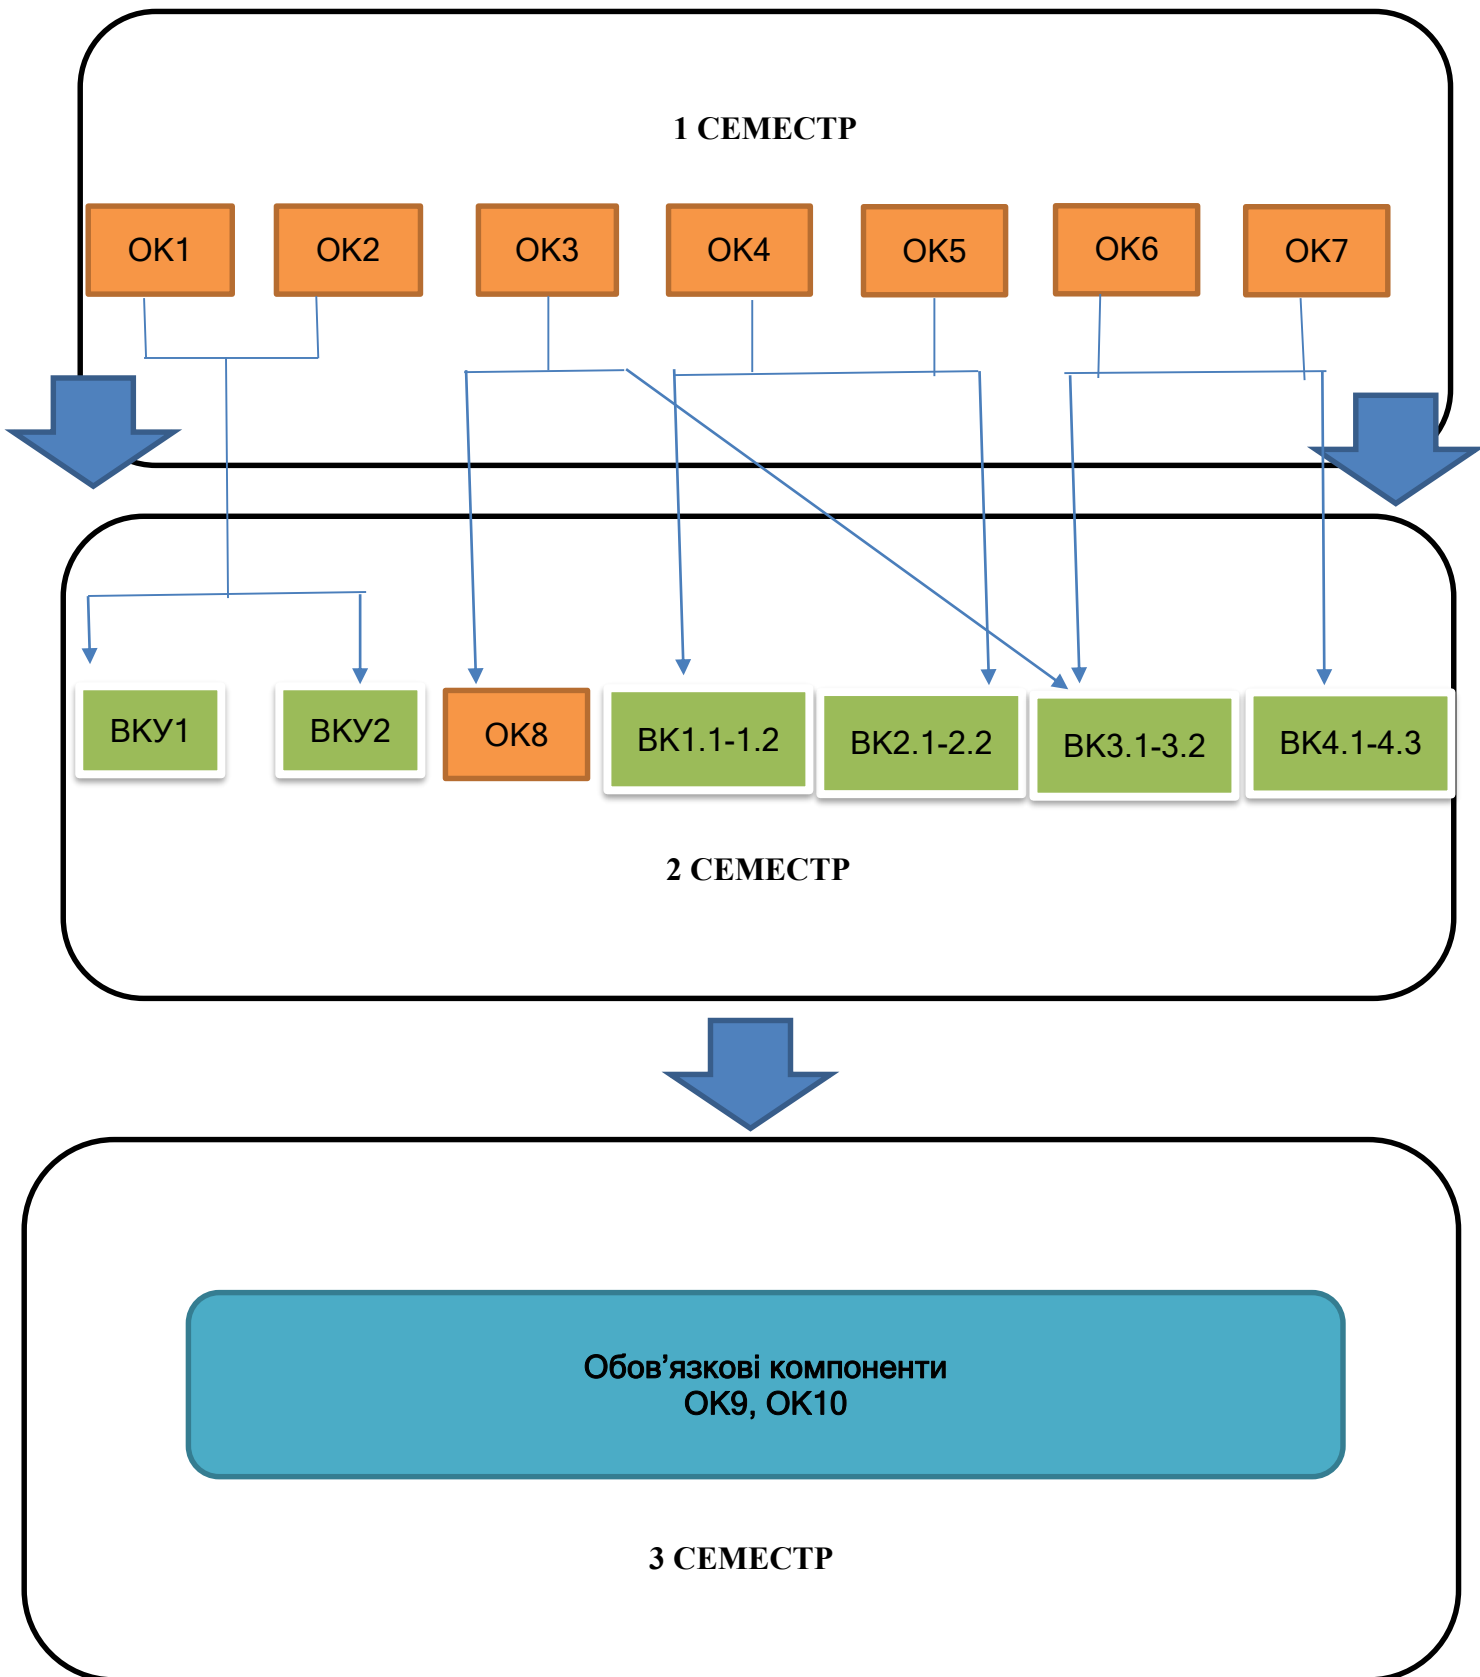 1 СЕМЕСТР
ОК1
ОК2
ОК3
ОК4
ОК5
ОК6
ОК7
ВКУ1
ВКУ2
ОК8
ВК1.1-1.2
ВК2.1-2.2
ВК3.1-3.2
ВК4.1-4.3
2 СЕМЕСТР
Обов’язкові компоненти
ОК9, ОК10
3 СЕМЕСТР